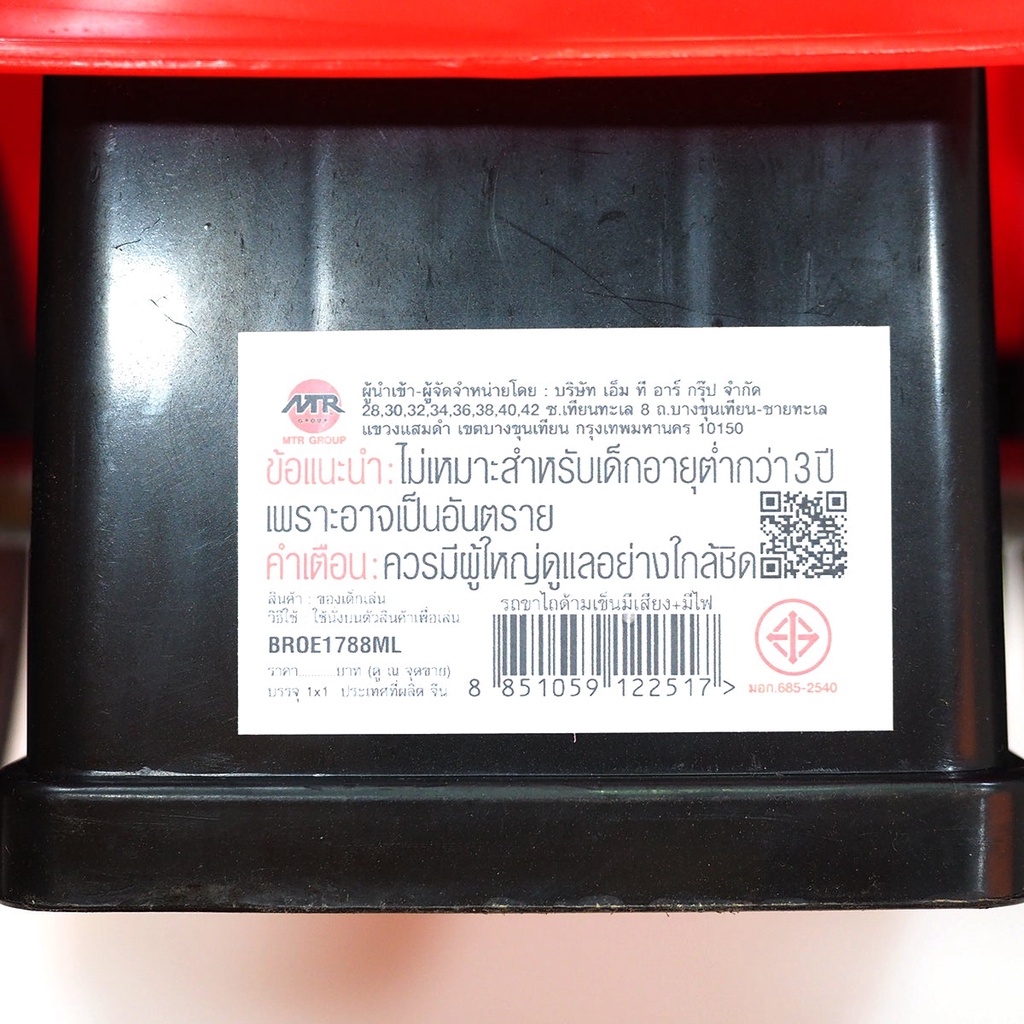 MTR
GROUP
MTR GROUP
ผู้นำเข้า-ผู้จัดจำหน่ายโดย : บริษัท เอ็ม ที อาร์ กรุ๊ป จำกัด
28,30,32,34,36,38,40,42 ซ.เทียนทะเล 8 ถ.บางขุนเทียน-ชายทะเล
แขวงแสมดำ เขตบางขุนเทียน กรุงเทพมหานคร 10150
ข้อแนะนำ : ไม่เหมาะสำหรับเด็กอายุต่ำกว่า 3 ปี
เพราะอาจเป็นอันตราย
คำเตือน : ควรมีผู้ใหญ่ดูแลอย่างใกล้ชิด
สินค้า : ของเด็กเล่น
วิธีใช้ ใช้นั่งบนตัวสินค้าเพื่อเล่น
BROE1788ML
ราคา..........บาท (ดู ณ จุดขาย)
บรรจุ 1x1 ประเทศที่ผลิต จีน
รถขาไถด้ามเข็นมีเสียง+มีไฟ
8 851059 122517 >
มอก.685-2540